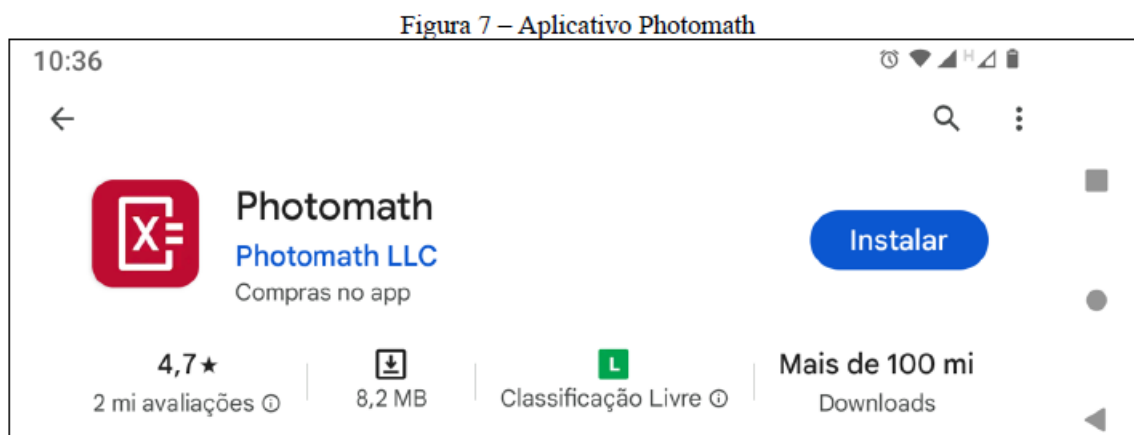 Figura 7 – Aplicativo Photomath
10:36
H
X=
Photomath
Photomath LLC
Compras no app
Instalar
4,7★
2 mi avaliações
8,2 MB
L
Classificação Livre
Mais de 100 mi
Downloads